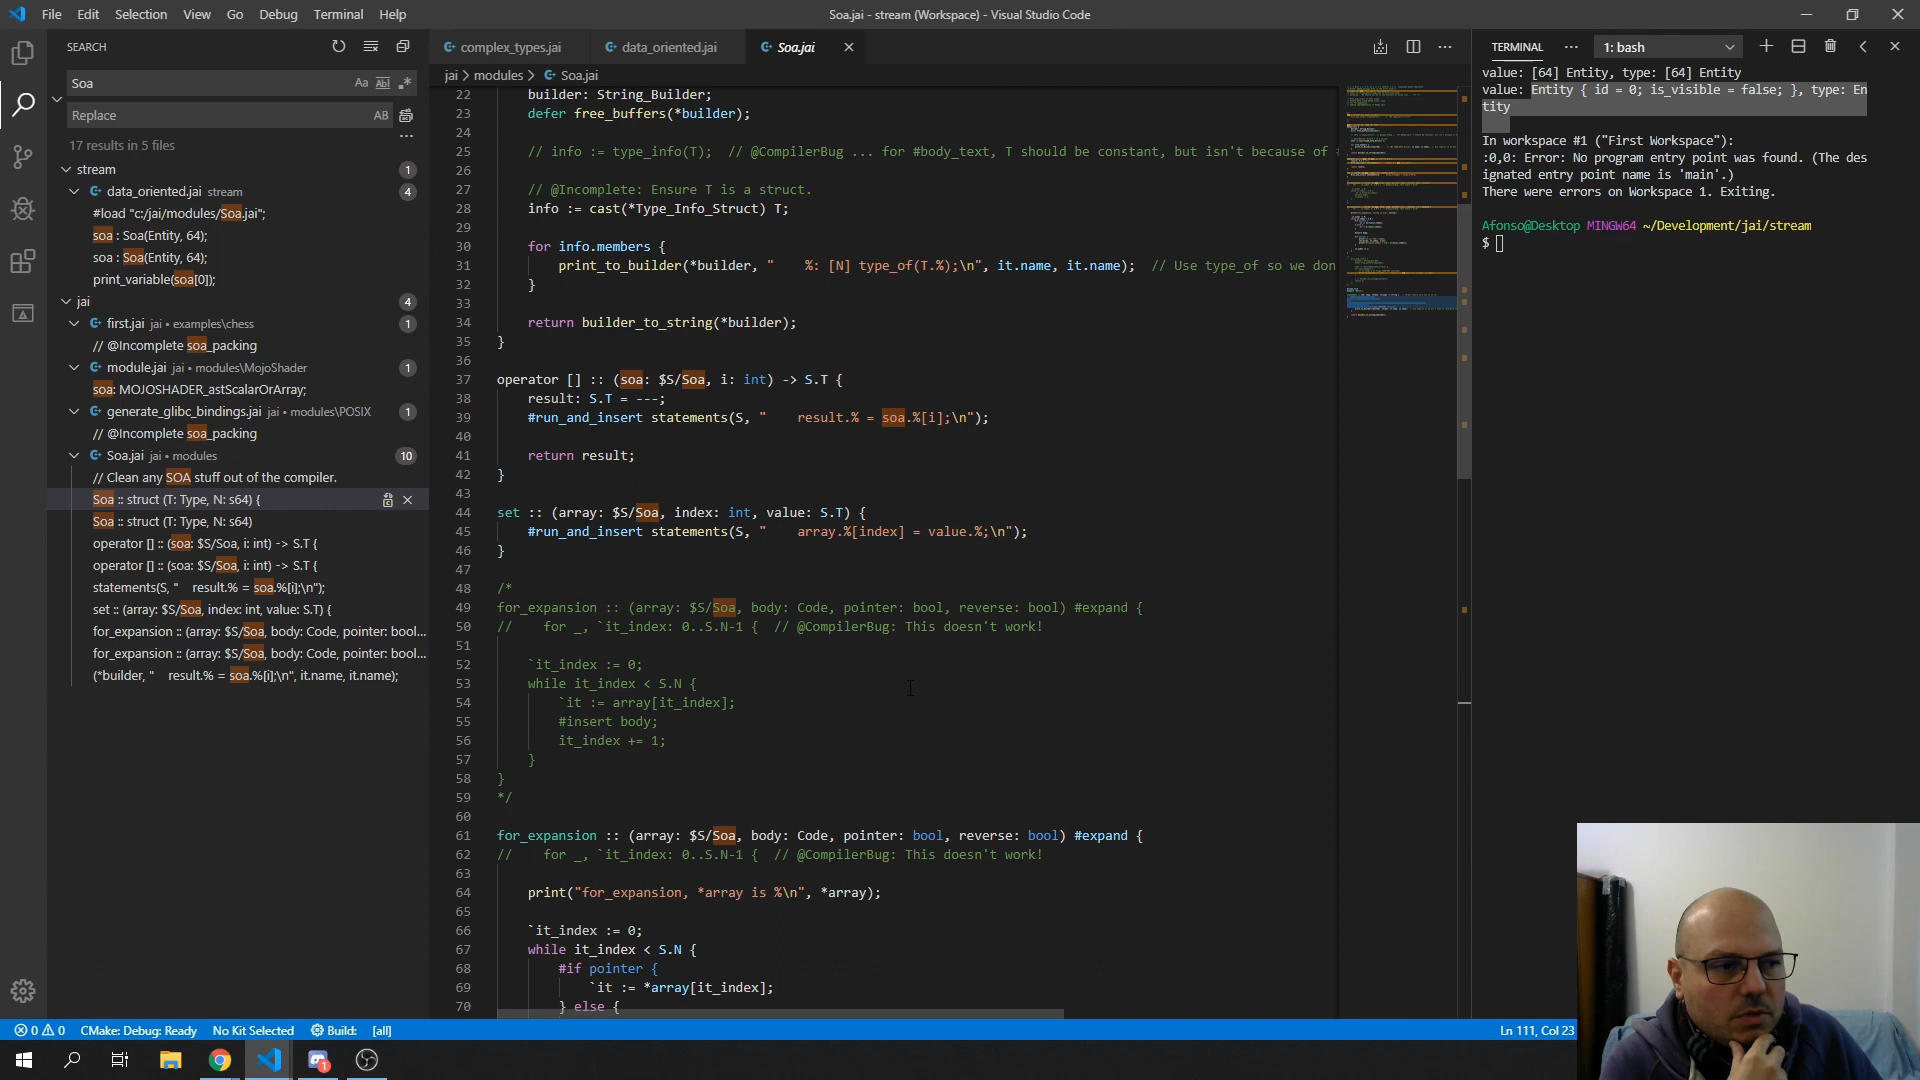 File Edit Selection View Go Debug Terminal Help
Soa.jai - stream (Workspace) - Visual Studio Code
SEARCH
Soa
Aa Abl .*
Replace
AB
17 results in 5 files
stream 1
data_oriented.jai stream 4
#load "c:/jai/modules/Soa.jai";
soa : Soa(Entity, 64);
soa : Soa(Entity, 64);
print_variable(soa[0]);
jai 4
first.jai jai • examples\chess 1
// @Incomplete soa_packing
module.jai jai • modules\MojoShader 1
soa: MOJOSHADER_astScalarOrArray;
generate_glibc_bindings.jai jai • modules\POSIX 1
// @Incomplete soa_packing
Soa.jai jai • modules 10
// Clean any SOA stuff out of the compiler.
Soa :: struct (T: Type, N: s64) {
Soa :: struct (T: Type, N: s64)
operator [] :: (soa: $S/Soa, i: int) -> S.T {
operator [] :: (soa: $S/Soa, i: int) -> S.T {
statements(S, "    result.% = soa.%[i];\n");
set :: (array: $S/Soa, index: int, value: S.T) {
for_expansion :: (array: $S/Soa, body: Code, pointer: bool...
for_expansion :: (array: $S/Soa, body: Code, pointer: bool...
(*builder, "    result.% = soa.%[i];\n", it.name, it.name);
complex_types.jai data_oriented.jai Soa.jai
jai > modules > Soa.jai
22 builder: String_Builder;
23 defer free_buffers(*builder);
24
25 // info := type_info(T);  // @CompilerBug ... for #body_text, T should be constant, but isn't because of #
26
27 // @Incomplete: Ensure T is a struct.
28 info := cast(*Type_Info_Struct) T;
29
30 for info.members {
31 print_to_builder(*builder, "    %: [N] type_of(T.%);\n", it.name, it.name);  // Use type_of so we don
32 }
33
34 return builder_to_string(*builder);
35 }
36
37 operator [] :: (soa: $S/Soa, i: int) -> S.T {
38 result: S.T = ---;
39 #run_and_insert statements(S, "    result.% = soa.%[i];\n");
40
41 return result;
42 }
43
44 set :: (array: $S/Soa, index: int, value: S.T) {
45 #run_and_insert statements(S, "    array.%[index] = value.%;\n");
46 }
47
48 /*
49 for_expansion :: (array: $S/Soa, body: Code, pointer: bool, reverse: bool) #expand {
50 //    for _, `it_index: 0..S.N-1 {  // @CompilerBug: This doesn't work!
51
52 `it_index := 0;
53 while it_index < S.N {
54 `it := array[it_index];
55 #insert body;
56 it_index += 1;
57 }
58 }
59 */
60
61 for_expansion :: (array: $S/Soa, body: Code, pointer: bool, reverse: bool) #expand {
62 //    for _, `it_index: 0..S.N-1 {  // @CompilerBug: This doesn't work!
63
64 print("for_expansion, *array is %\n", *array);
65
66 `it_index := 0;
67 while it_index < S.N {
68 #if pointer {
69 `it := *array[it_index];
70 } else {
TERMINAL 1: bash
value: [64] Entity, type: [64] Entity
value: Entity { id = 0; is_visible = false; }, type: En
tity
In workspace #1 ("First Workspace"):
:0,0: Error: No program entry point was found. (The des
ignated entry point name is 'main'.)
There were errors on Workspace 1. Exiting.
Afonso@Desktop MINGW64 ~/Development/jai/stream
$
0 0 CMake: Debug: Ready No Kit Selected Build: [all]
Ln 111, Col 23
1